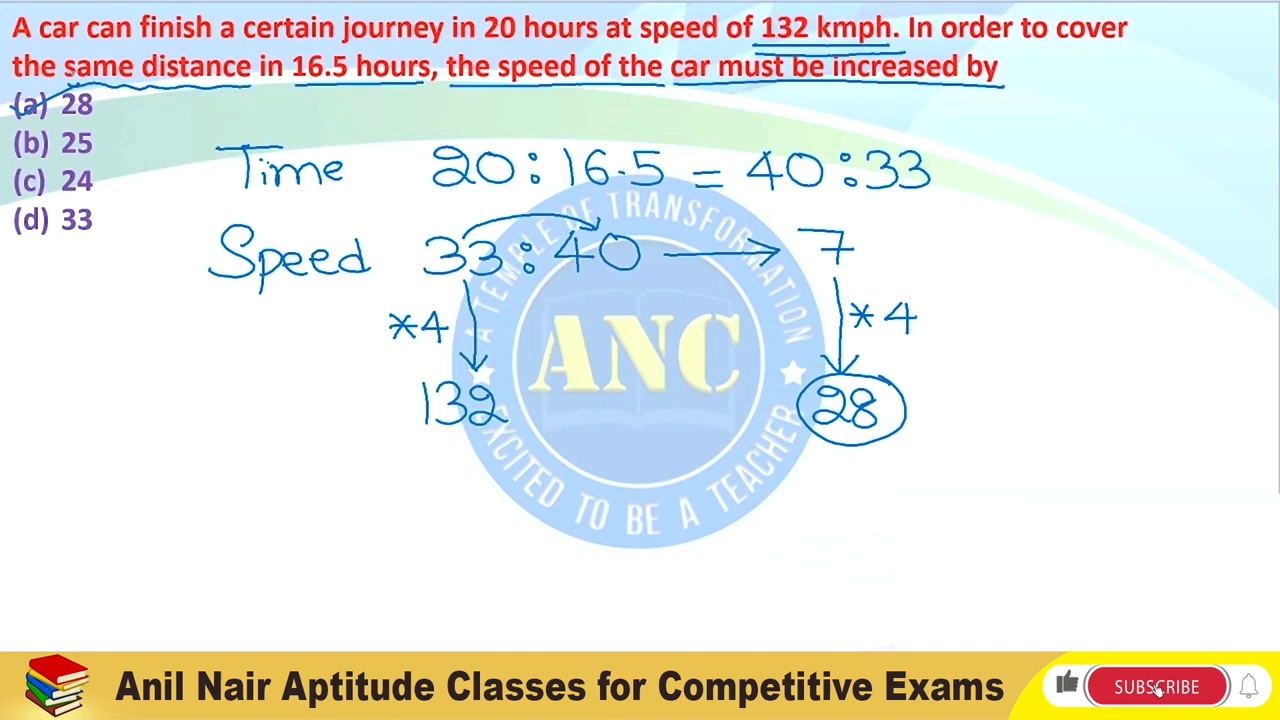 A car can finish a certain journey in 20 hours at speed of 132 kmph. In order to cover
the same distance in 16.5 hours, the speed of the car must be increased by
(a) 28
(b) 25
(c) 24
(d) 33
Time 20 : 16.5 = 40 : 33
Speed 33 : 40 → 7
*4 *4
132 28
A TEMPLE OF TRANSFORMATION
ANC
EXCITED TO BE A TEACHER
Anil Nair Aptitude Classes for Competitive Exams
SUBSCRIBE